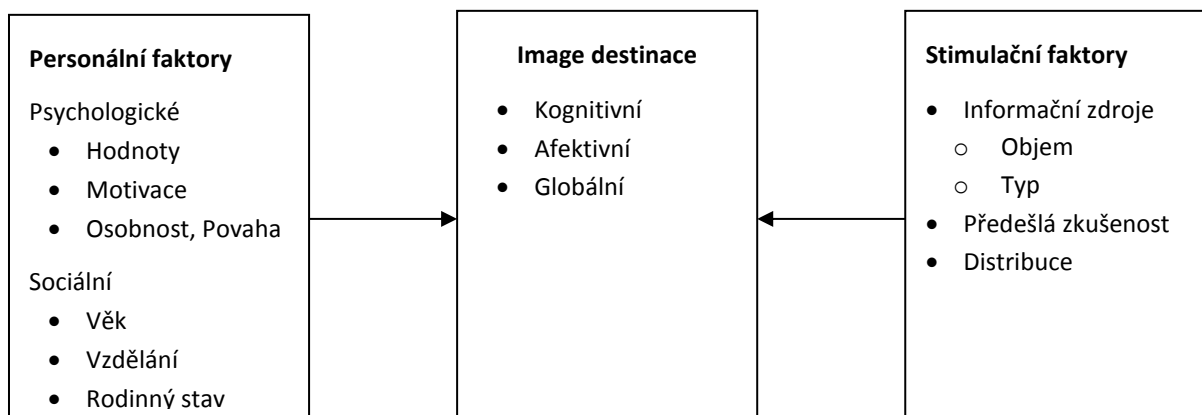 Personální faktory
Psychologické
• Hodnoty
• Motivace
• Osobnost, Povaha
Sociální
• Věk
• Vzdělání
• Rodinný stav
Image destinace
• Kognitivní
• Afektivní
• Globální
Stimulační faktory
• Informační zdroje
o Objem
o Typ
• Předešlá zkušenost
• Distribuce